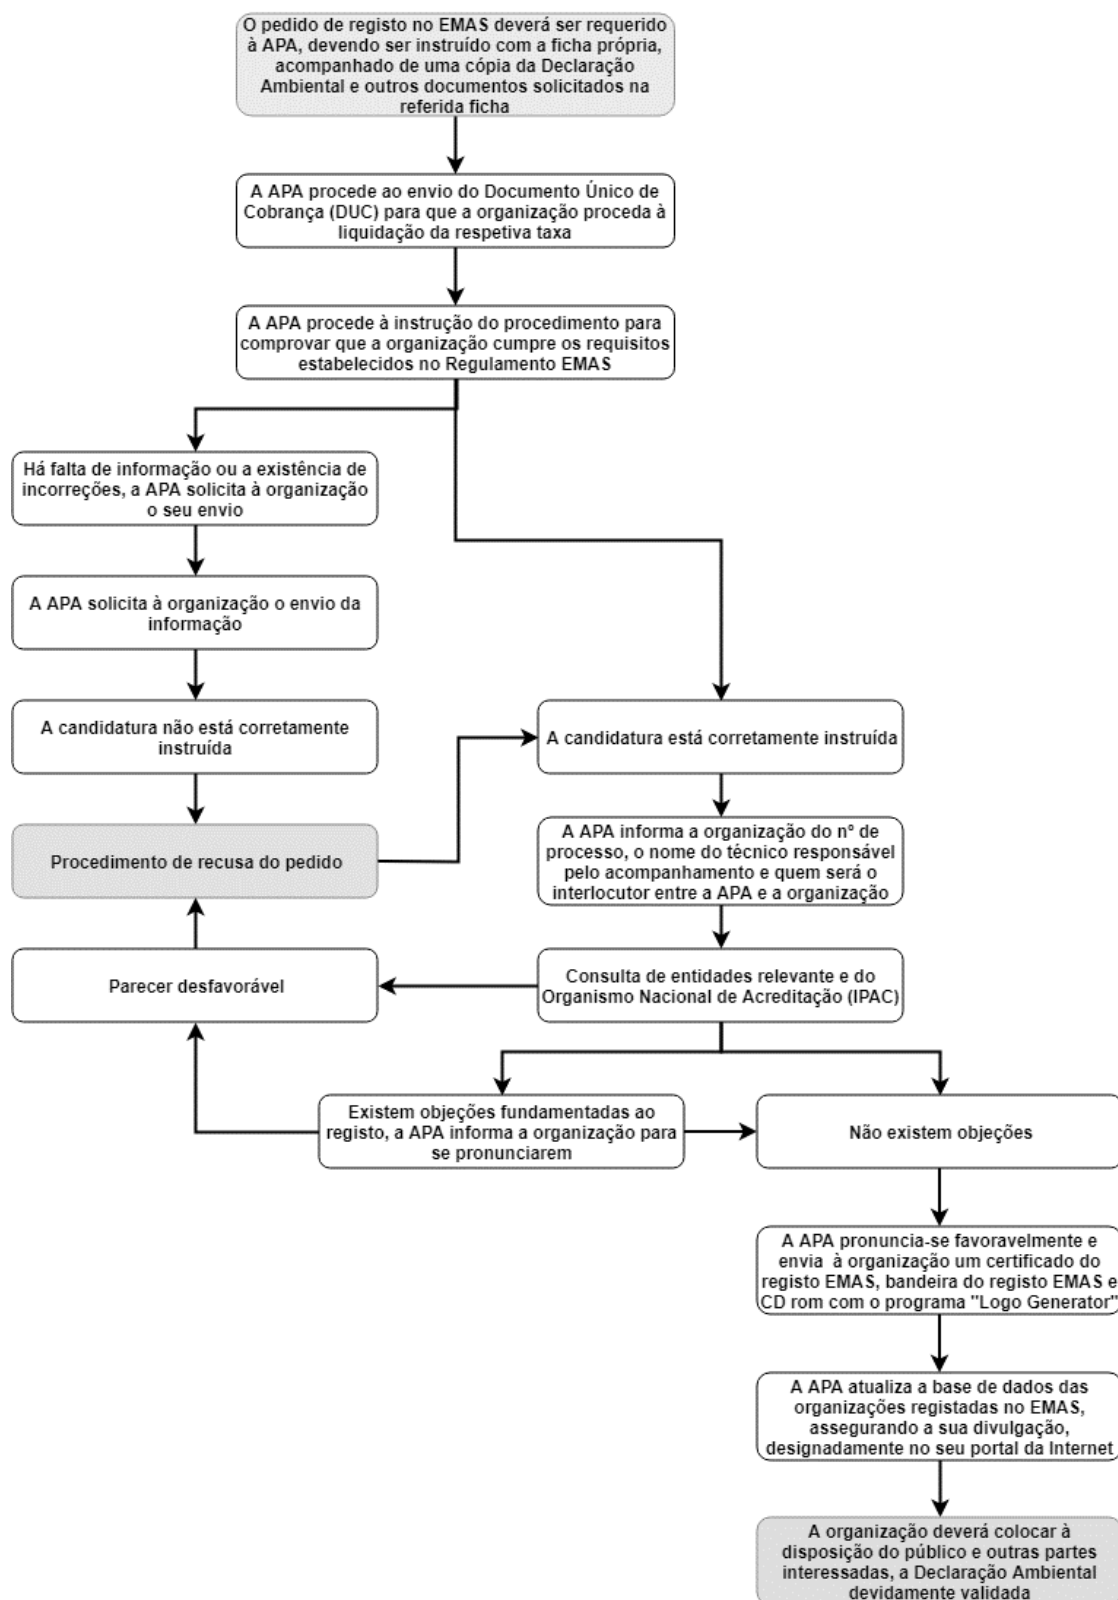 O pedido de registo no EMAS deverá ser requerido
à APA, devendo ser instruído com a ficha própria,
acompanhado de uma cópia da Declaração
Ambiental e outros documentos solicitados na
referida ficha
A APA procede ao envio do Documento Único de
Cobrança (DUC) para que a organização proceda à
liquidação da respetiva taxa
A APA procede à instrução do procedimento para
comprovar que a organização cumpre os requisitos
estabelecidos no Regulamento EMAS
Há falta de informação ou a existência de
incorreções, a APA solicita à organização
o seu envio
A APA solicita à organização o envio da
informação
A candidatura não está corretamente
instruída
A candidatura está corretamente instruída
Procedimento de recusa do pedido
A APA informa a organização do nº de
processo, o nome do técnico responsável
pelo acompanhamento e quem será o
interlocutor entre a APA e a organização
Parecer desfavorável
Consulta de entidades relevante e do
Organismo Nacional de Acreditação (IPAC)
Existem objeções fundamentadas ao
registo, a APA informa a organização para
se pronunciarem
Não existem objeções
A APA pronuncia-se favoravelmente e
envia à organização um certificado do
registo EMAS, bandeira do registo EMAS e
CD rom com o programa "Logo Generator"
A APA atualiza a base de dados das
organizações registadas no EMAS,
assegurando a sua divulgação,
designadamente no seu portal da Internet
A organização deverá colocar à
disposição do público e outras partes
interessadas, a Declaração Ambiental
devidamente validada